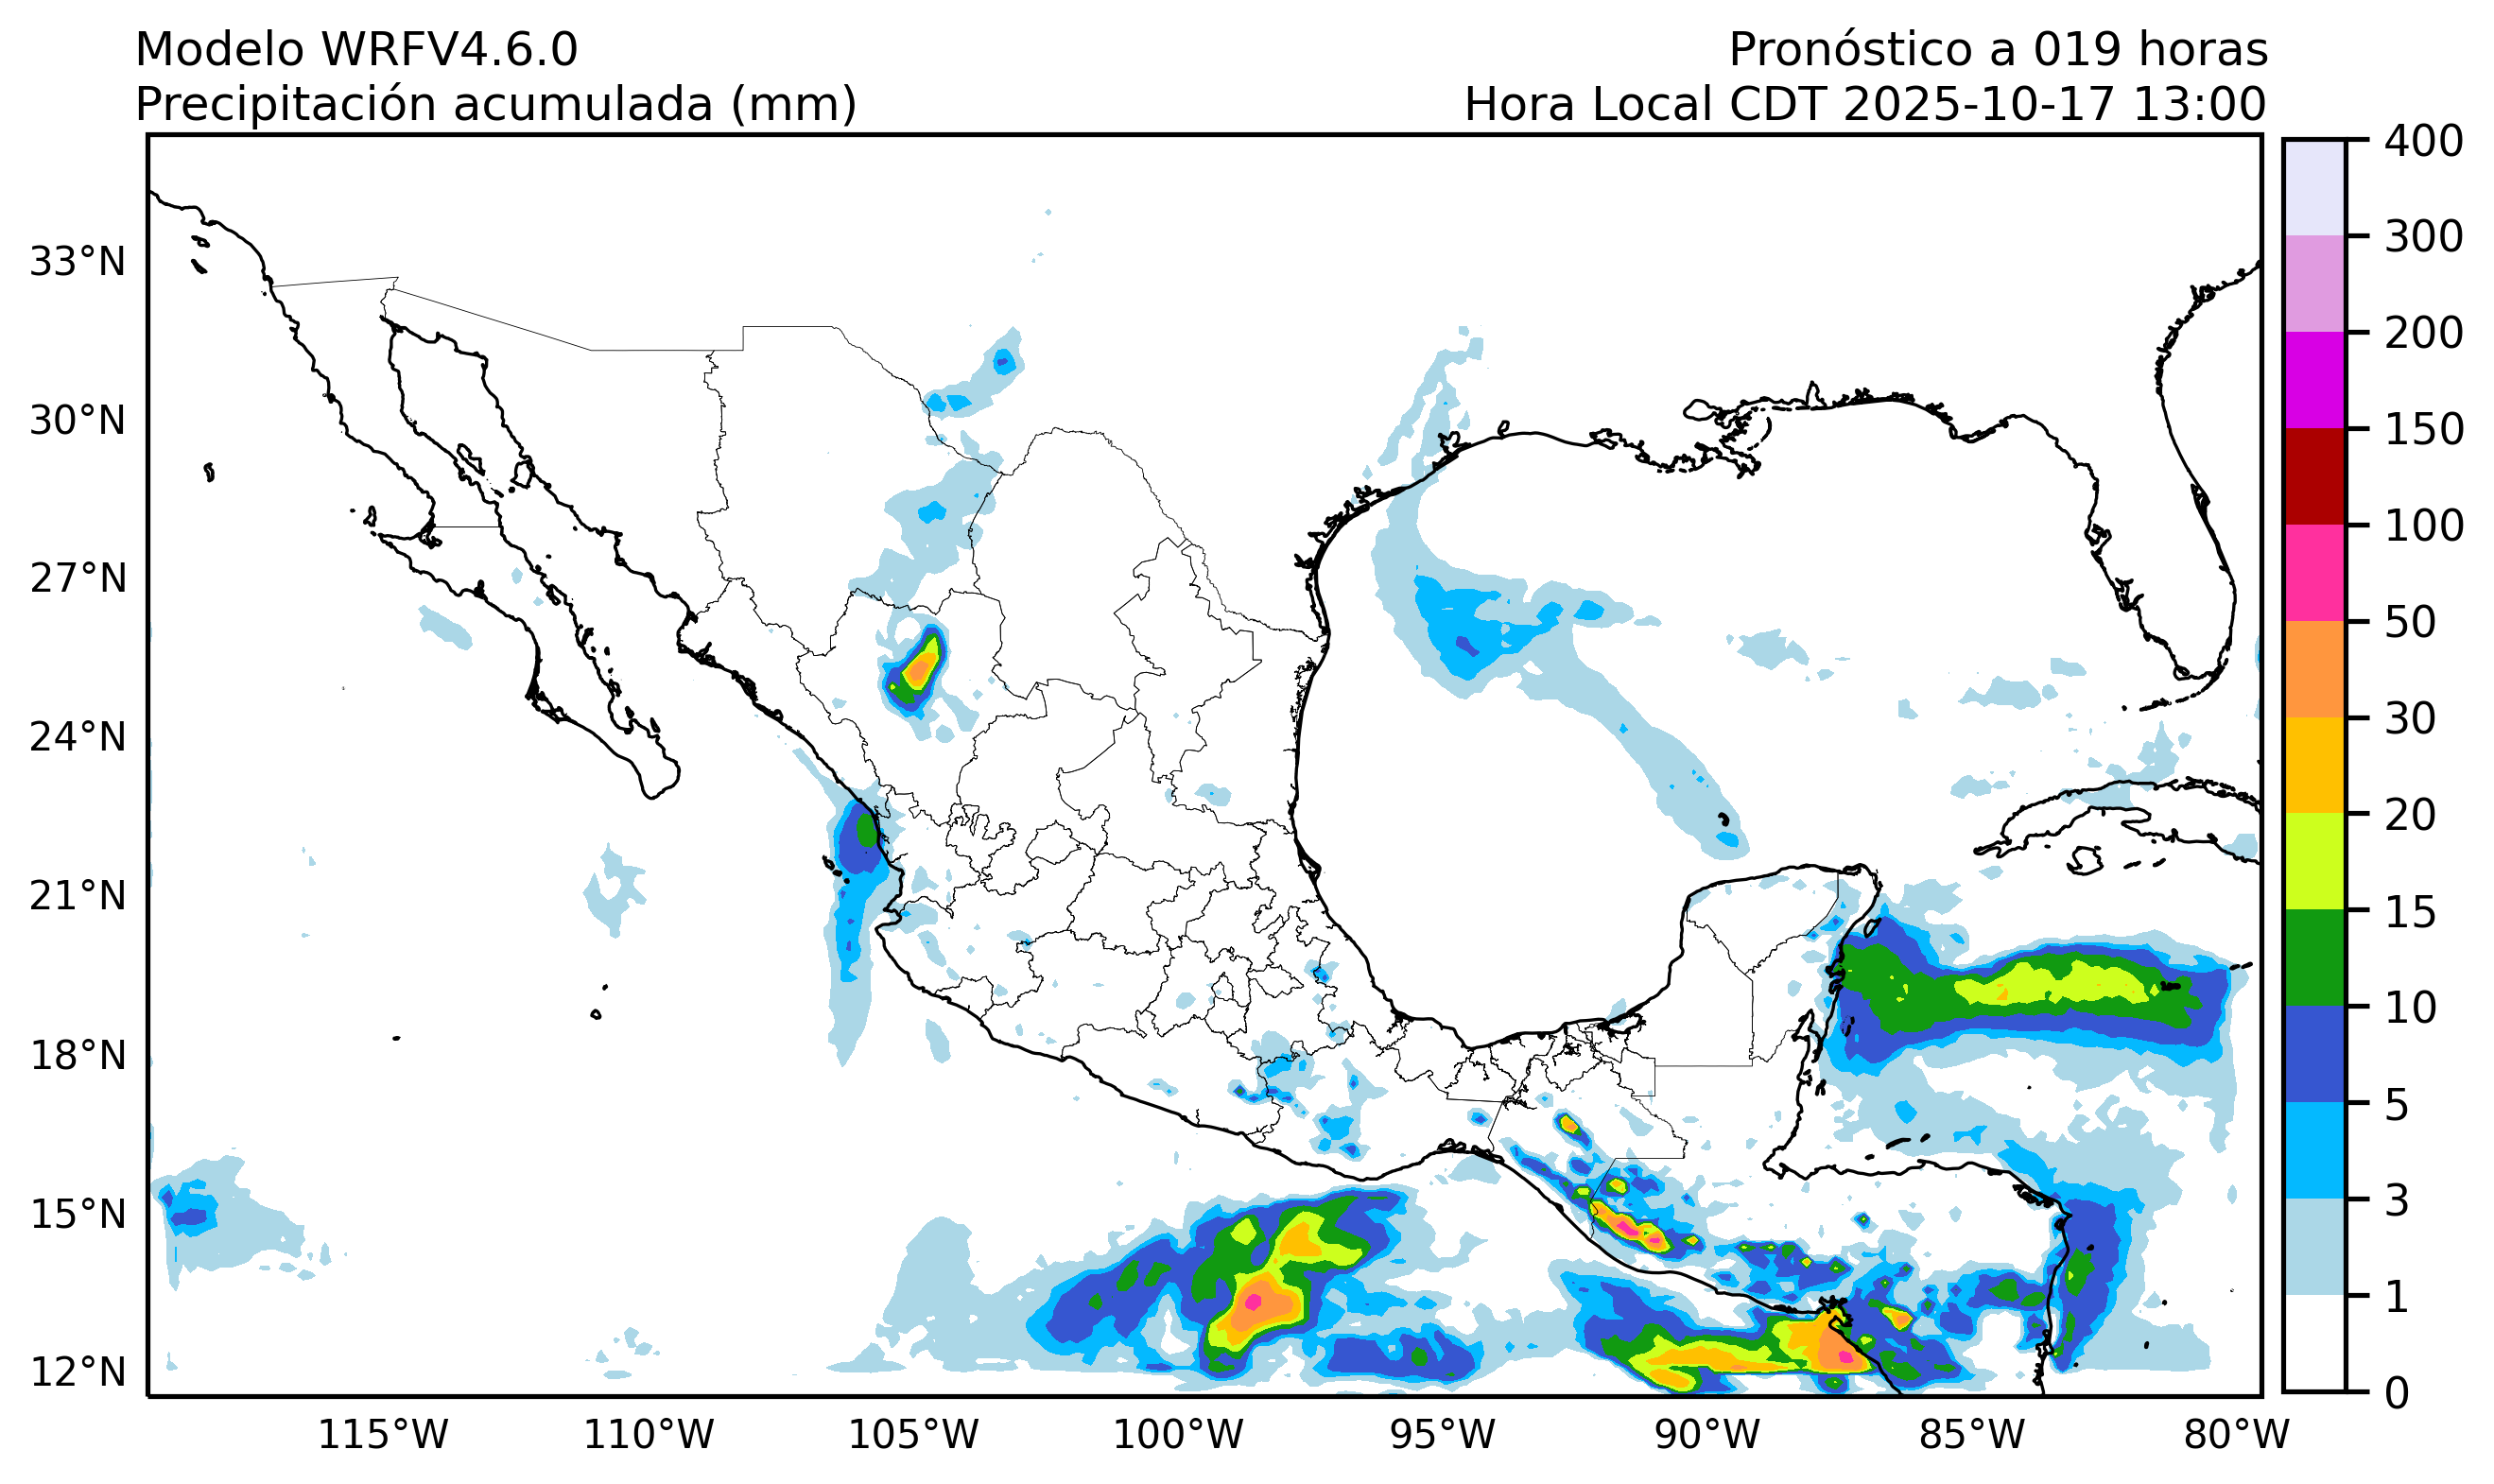 Modelo WRFV4.6.0
Pronóstico a 019 horas
Precipitación acumulada (mm)
Hora Local CDT 2025-10-17 13:00
33°N
30°N
27°N
24°N
21°N
18°N
15°N
12°N
115°W
110°W
105°W
100°W
95°W
90°W
85°W
80°W
400
300
200
150
100
50
30
20
15
10
5
3
1
0